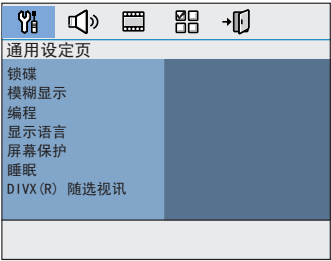 通用设定页
锁碟
模糊显示
编程
显示语言
屏幕保护
睡眠
DIVX(R) 随选视讯